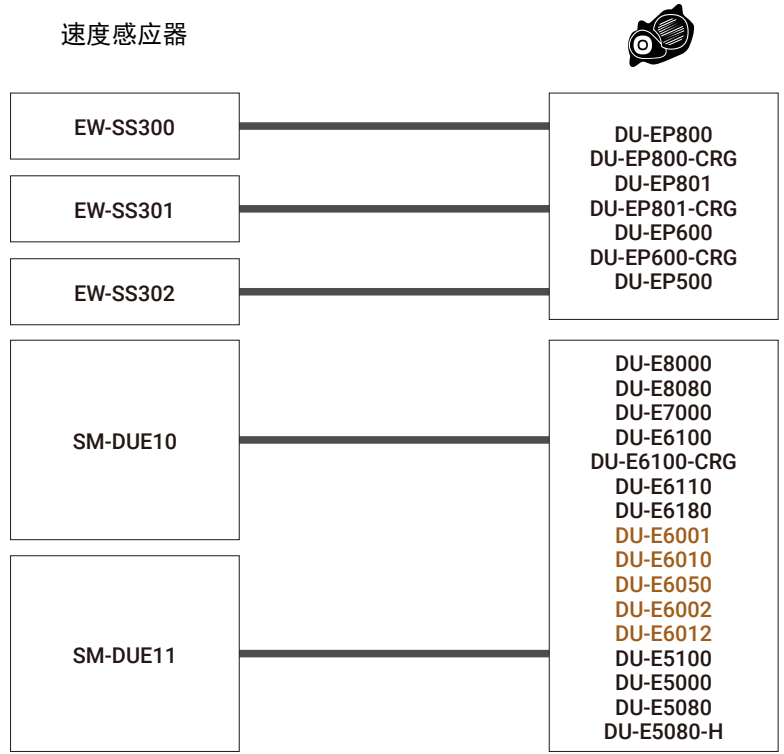 速度感应器
EW-SS300
EW-SS301
EW-SS302
DU-EP800
DU-EP800-CRG
DU-EP801
DU-EP801-CRG
DU-EP600
DU-EP600-CRG
DU-EP500
SM-DUE10
SM-DUE11
DU-E8000
DU-E8080
DU-E7000
DU-E6100
DU-E6100-CRG
DU-E6110
DU-E6180
DU-E6001
DU-E6010
DU-E6050
DU-E6002
DU-E6012
DU-E5100
DU-E5000
DU-E5080
DU-E5080-H